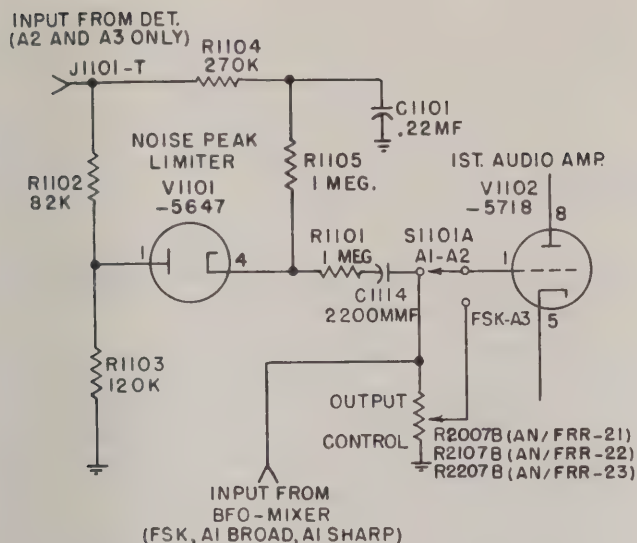 INPUT FROM DET.
(A2 AND A3 ONLY)
J1101-T
R1104
270K
C1101
.22MF
NOISE PEAK
LIMITER
V1101
-5647
R1105
1 MEG.
1ST. AUDIO AMP.
V1102
-5718
8
R1102
82K
R1101
1 MEG
S1101A
A1-A2
1
4
1
C1114
2200MMF
FSK-A3
5
R1103
120K
OUTPUT
CONTROL
R2007B (AN/FRR-21)
R2107B (AN/FRR-22)
R2207B (AN/FRR-23)
INPUT FROM
BFO-MIXER
(FSK, A1 BROAD, A1 SHARP)